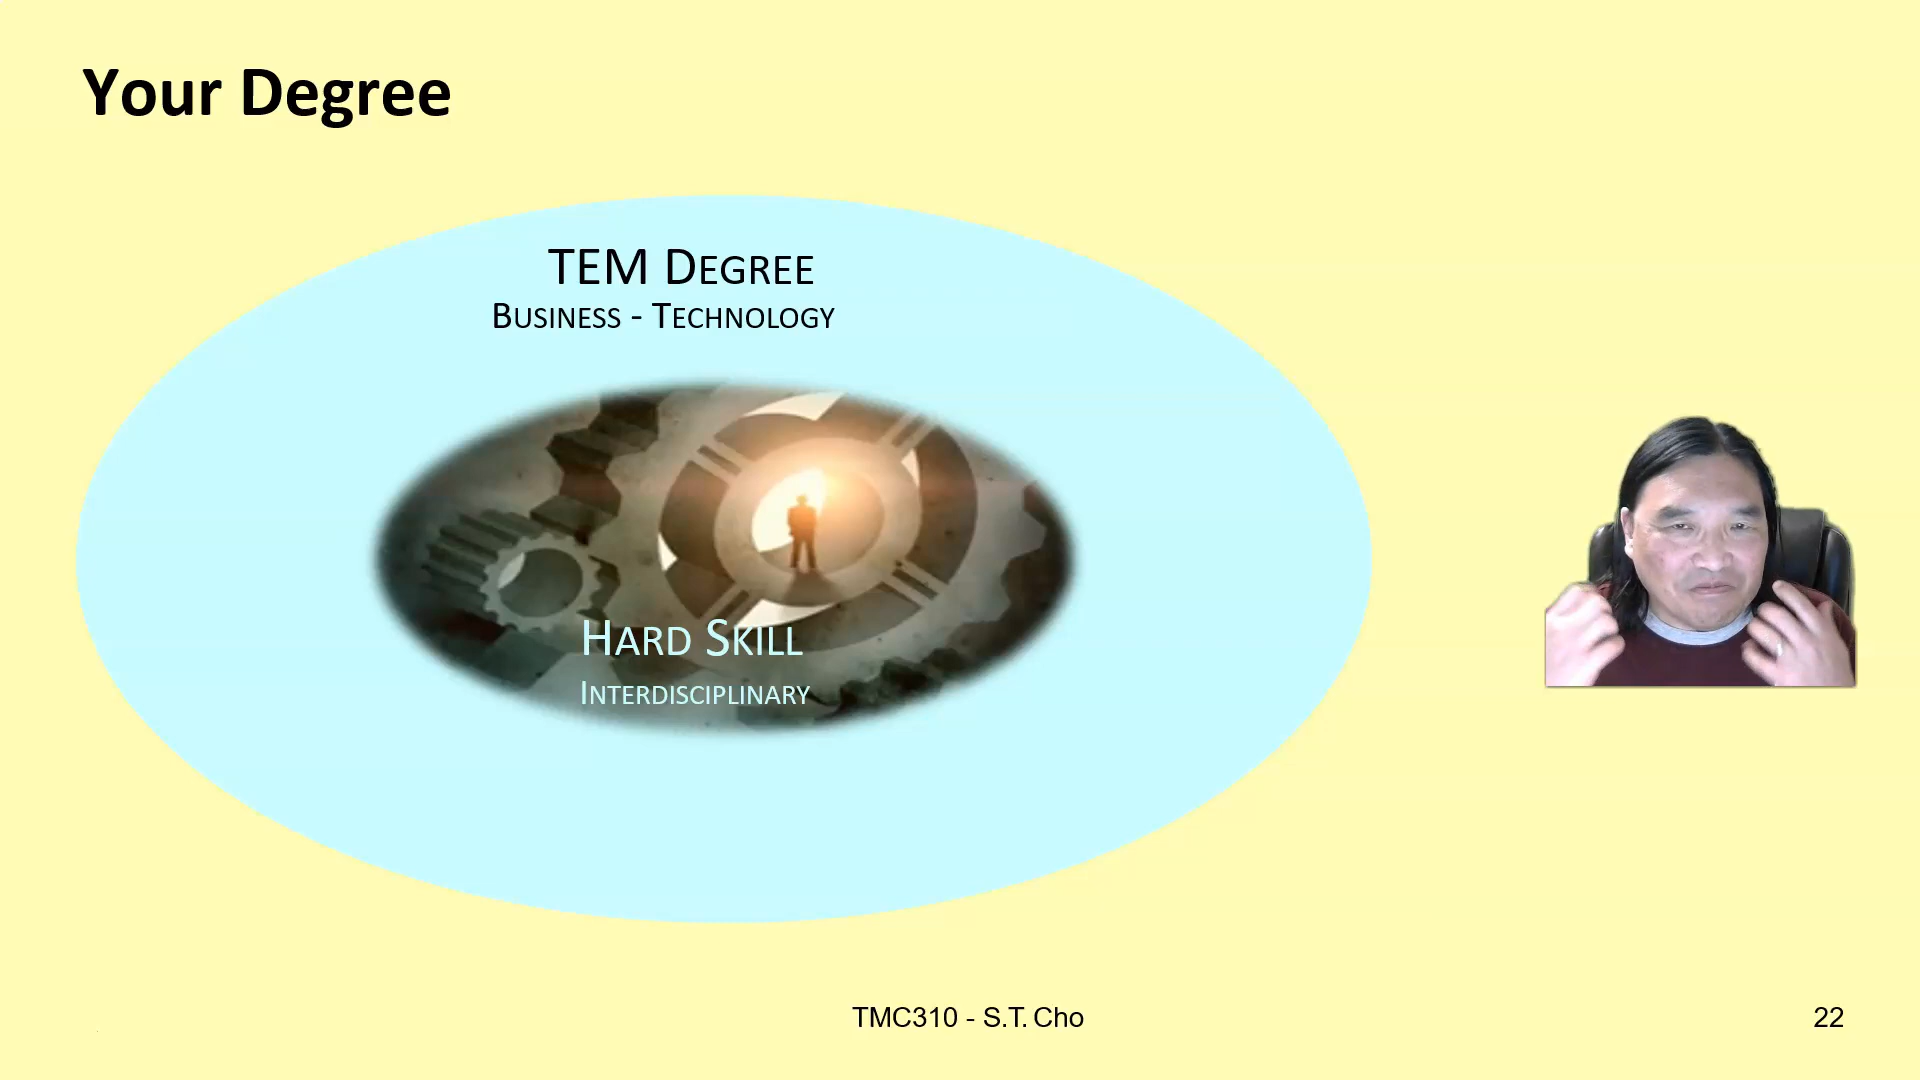 Your Degree
TEM DEGREE
BUSINESS - TECHNOLOGY
HARD SKILL
INTERDISCIPLINARY
TMC310 - S.T. Cho
22